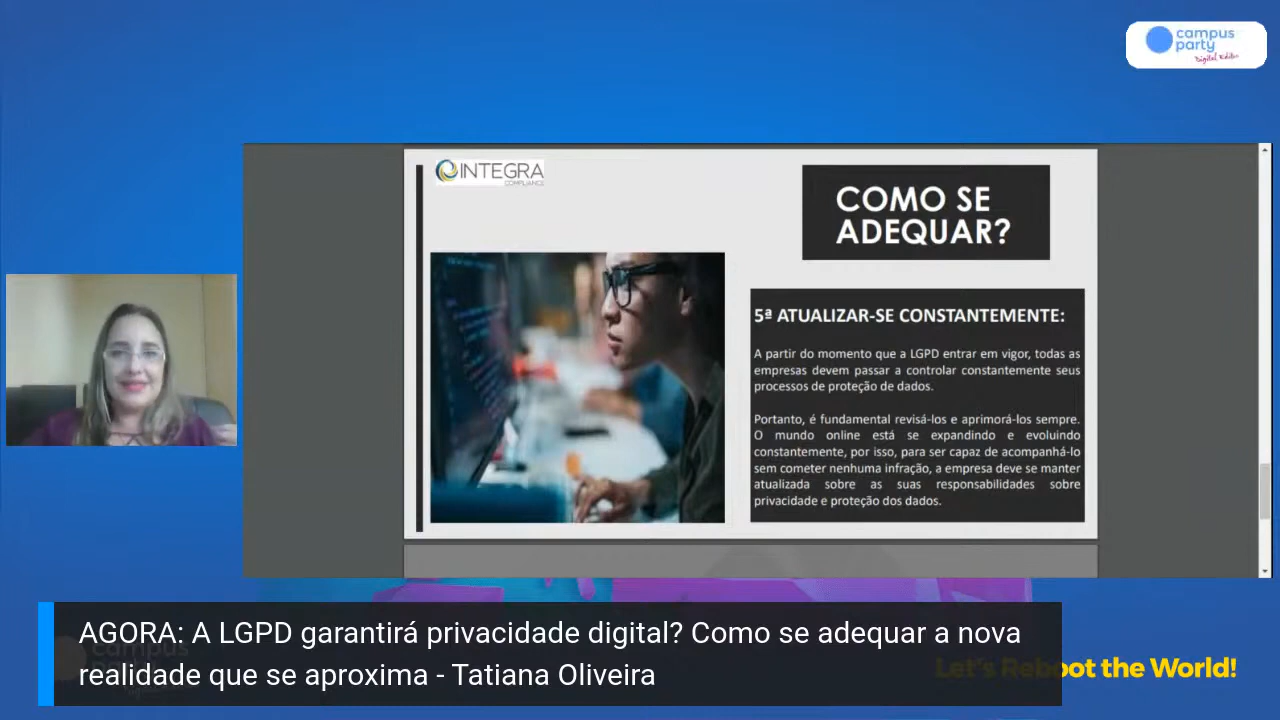 campus
party
Digital Edition
INTEGRA
COMPLIANCE
COMO SE
ADEQUAR?
5ª ATUALIZAR-SE CONSTANTEMENTE:
A partir do momento que a LGPD entrar em vigor, todas as
empresas devem passar a controlar constantemente seus
processos de proteção de dados.
Portanto, é fundamental revisá-los e aprimorá-los sempre.
O mundo online está se expandindo e evoluindo
constantemente, por isso, para ser capaz de acompanhá-lo
sem cometer nenhuma infração, a empresa deve se manter
atualizada sobre as suas responsabilidades sobre
privacidade e proteção dos dados.
AGORA: A LGPD garantirá privacidade digital? Como se adequar a nova
realidade que se aproxima - Tatiana Oliveira
campus
party
Let's Reboot the World!